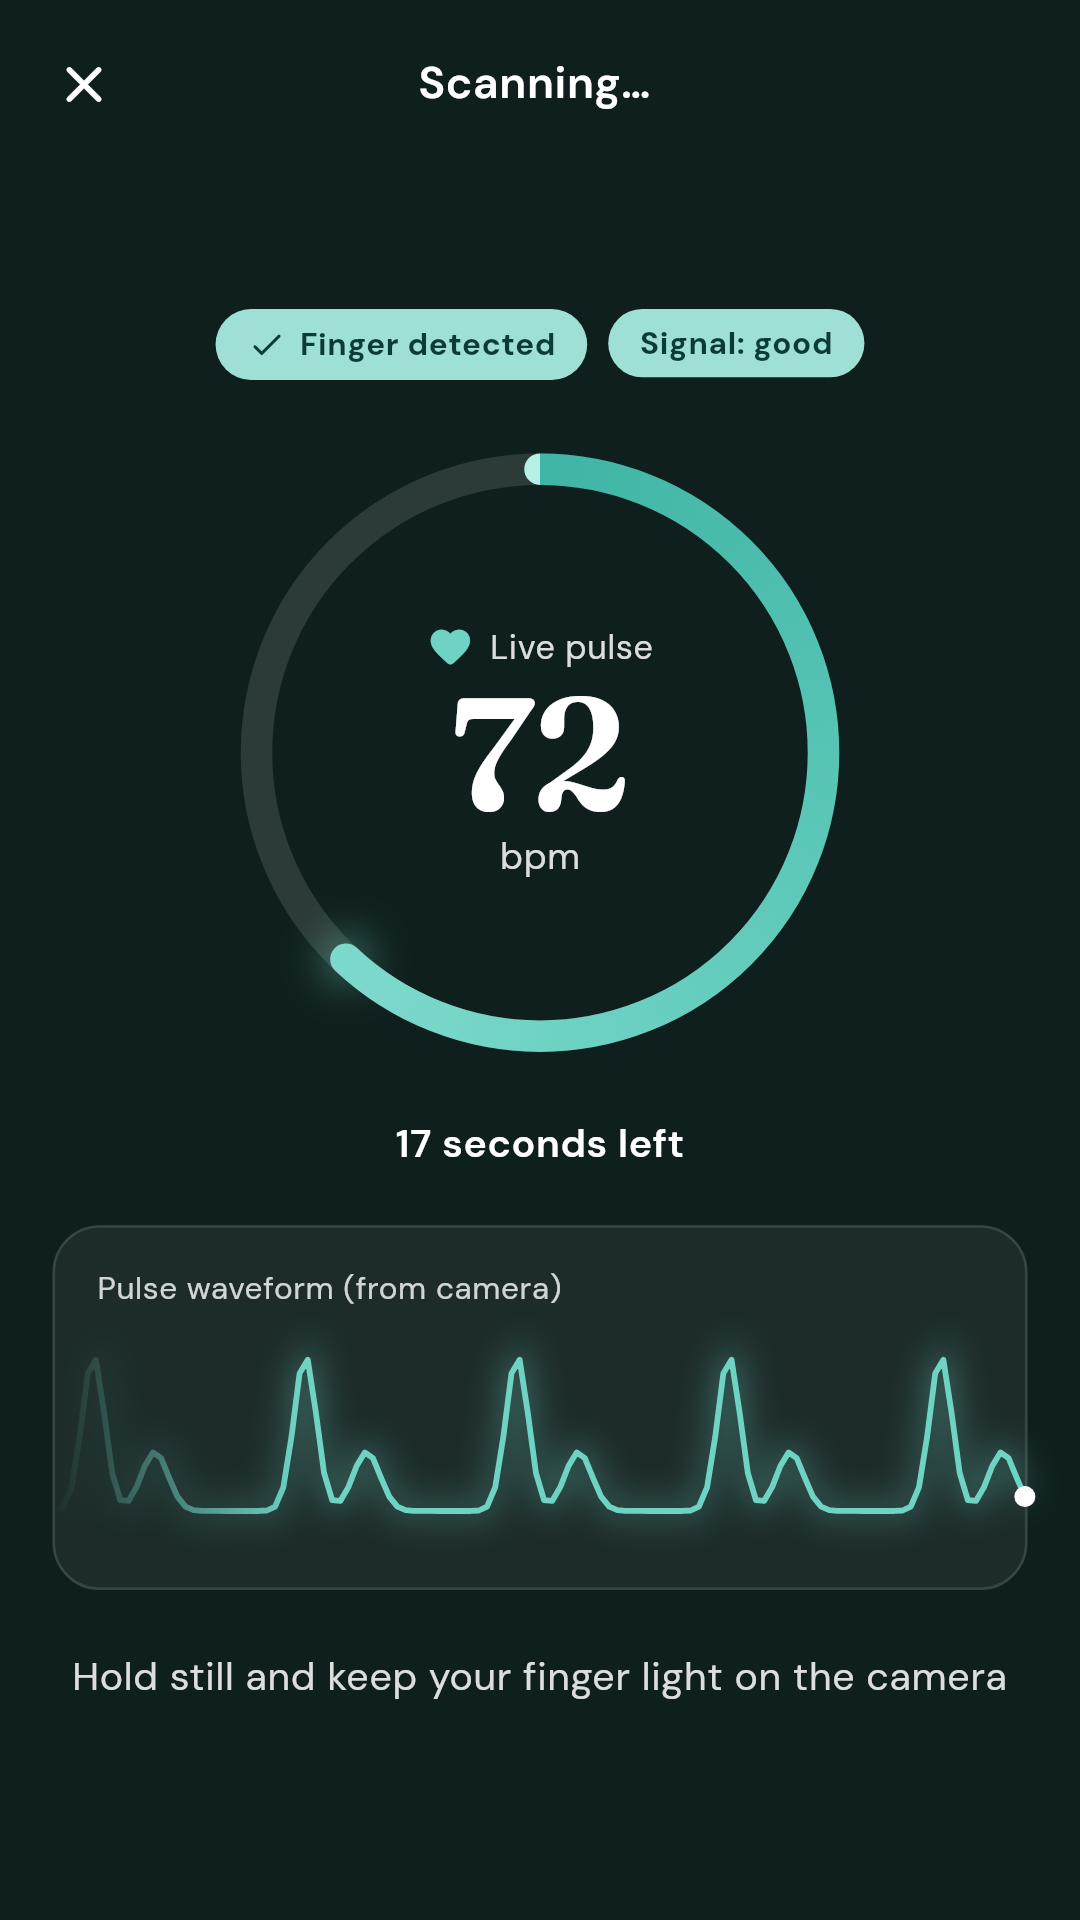 Scanning...
Finger detected
Signal: good
Live pulse
72
bpm
17 seconds left
Pulse waveform (from camera)
Hold still and keep your finger light on the camera